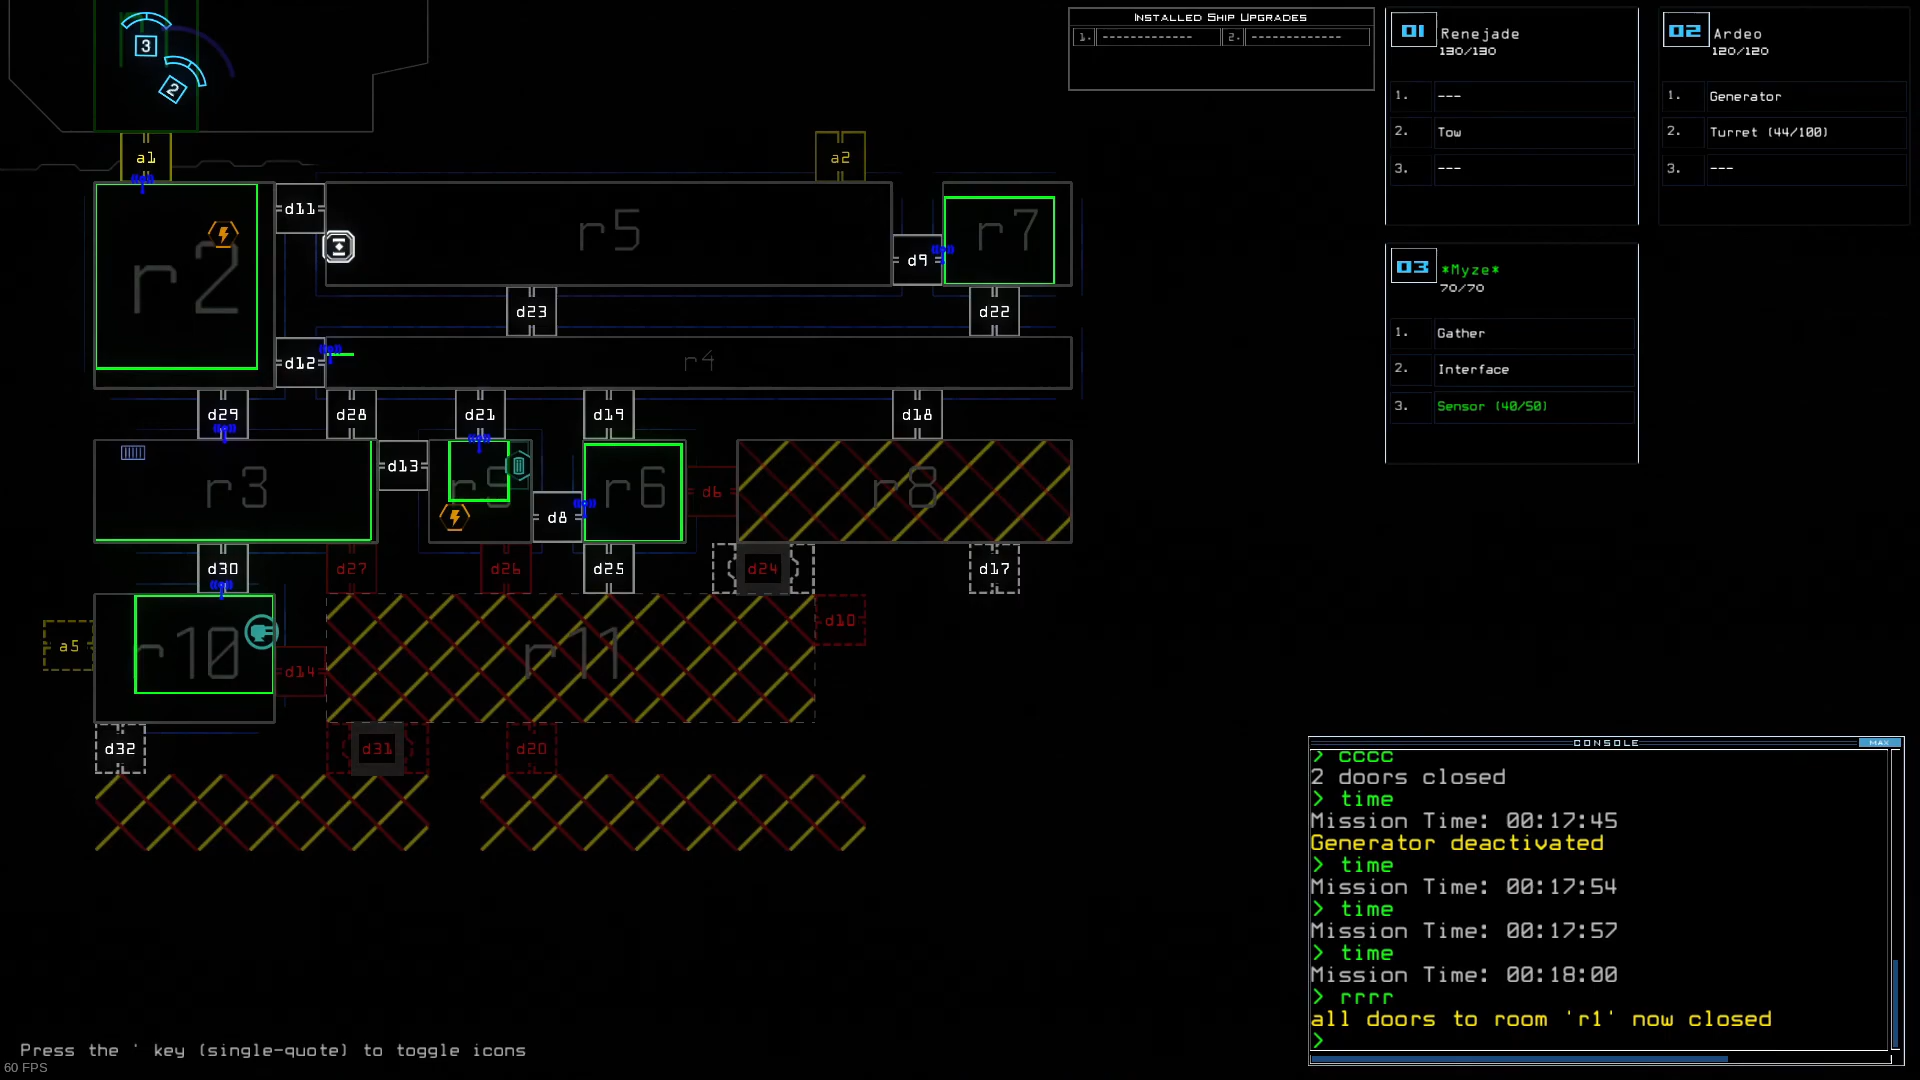 INSTALLED SHIP UPGRADES
1. ------------- 2. -------------
01 Renejade
130/130
1. ---
2. Tow
3. ---
02 Ardeo
120/120
1. Generator
2. Turret (44/100)
3. ---
03 *Myze*
70/70
1. Gather
2. Interface
3. Sensor (40/50)
3
2
a1
a2
r2
d11
r5
d9
r7
d23
d22
d12
r4
d29
d28
d21
d19
d18
r3
d13
d8
r6
d6
r8
d30
d27
d26
d25
d24
d17
a5
r10
d14
r11
d10
d32
d31
d20
CONSOLE
MAX
> cccc
2 doors closed
> time
Mission Time: 00:17:45
Generator deactivated
> time
Mission Time: 00:17:54
> time
Mission Time: 00:17:57
> time
Mission Time: 00:18:00
> rrrr
all doors to room 'r1' now closed
>
Press the ' key (single-quote) to toggle icons
60 FPS